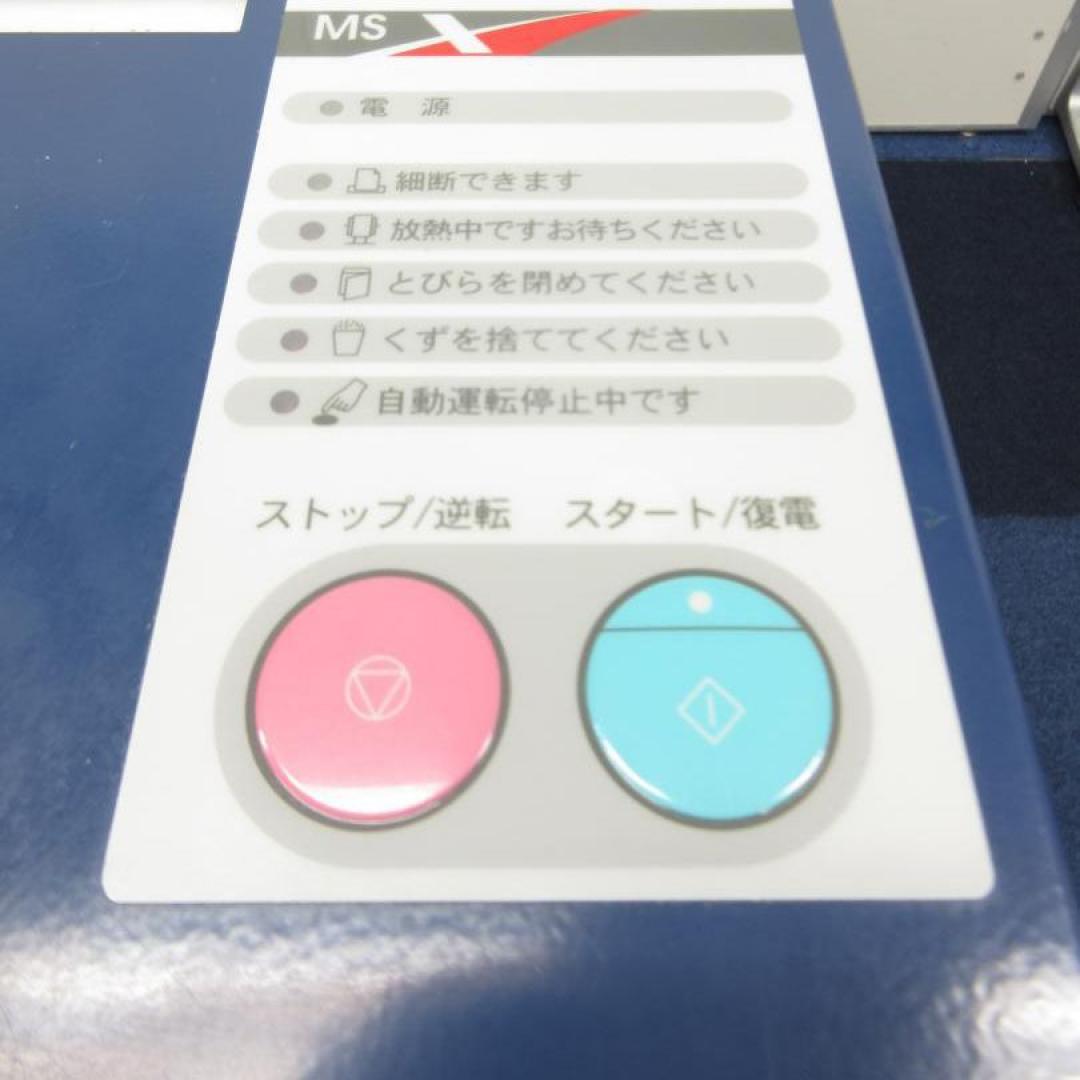 MS X
電 源
細断できます
放熱中ですお待ちください
とびらを閉めてください
くずを捨ててください
自動運転停止中です
ストップ/逆転 スタート/復電